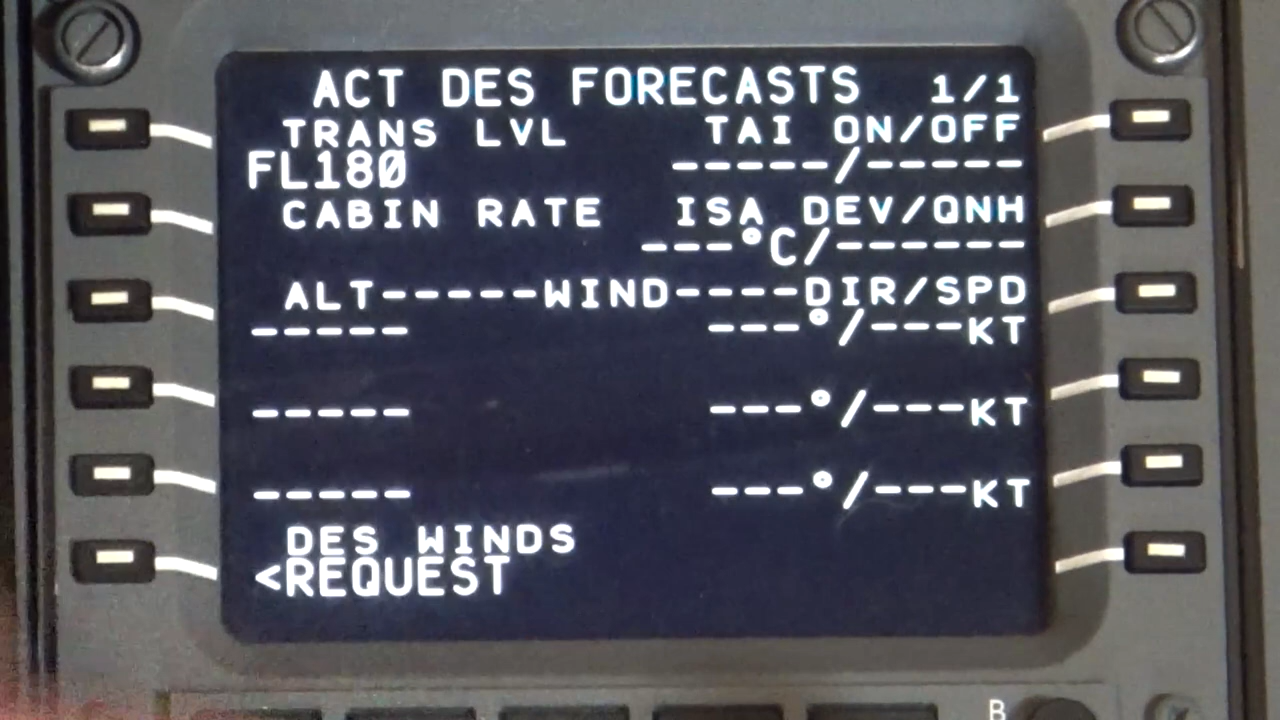 ACT DES FORECASTS 1/1
TRANS LVL TAI ON/OFF
FL180 -----/-----
CABIN RATE ISA DEV/QNH
---°C/------
ALT-----WIND----DIR/SPD
----- ---°/---KT
----- ---°/---KT
----- ---°/---KT
DES WINDS
<REQUEST
B